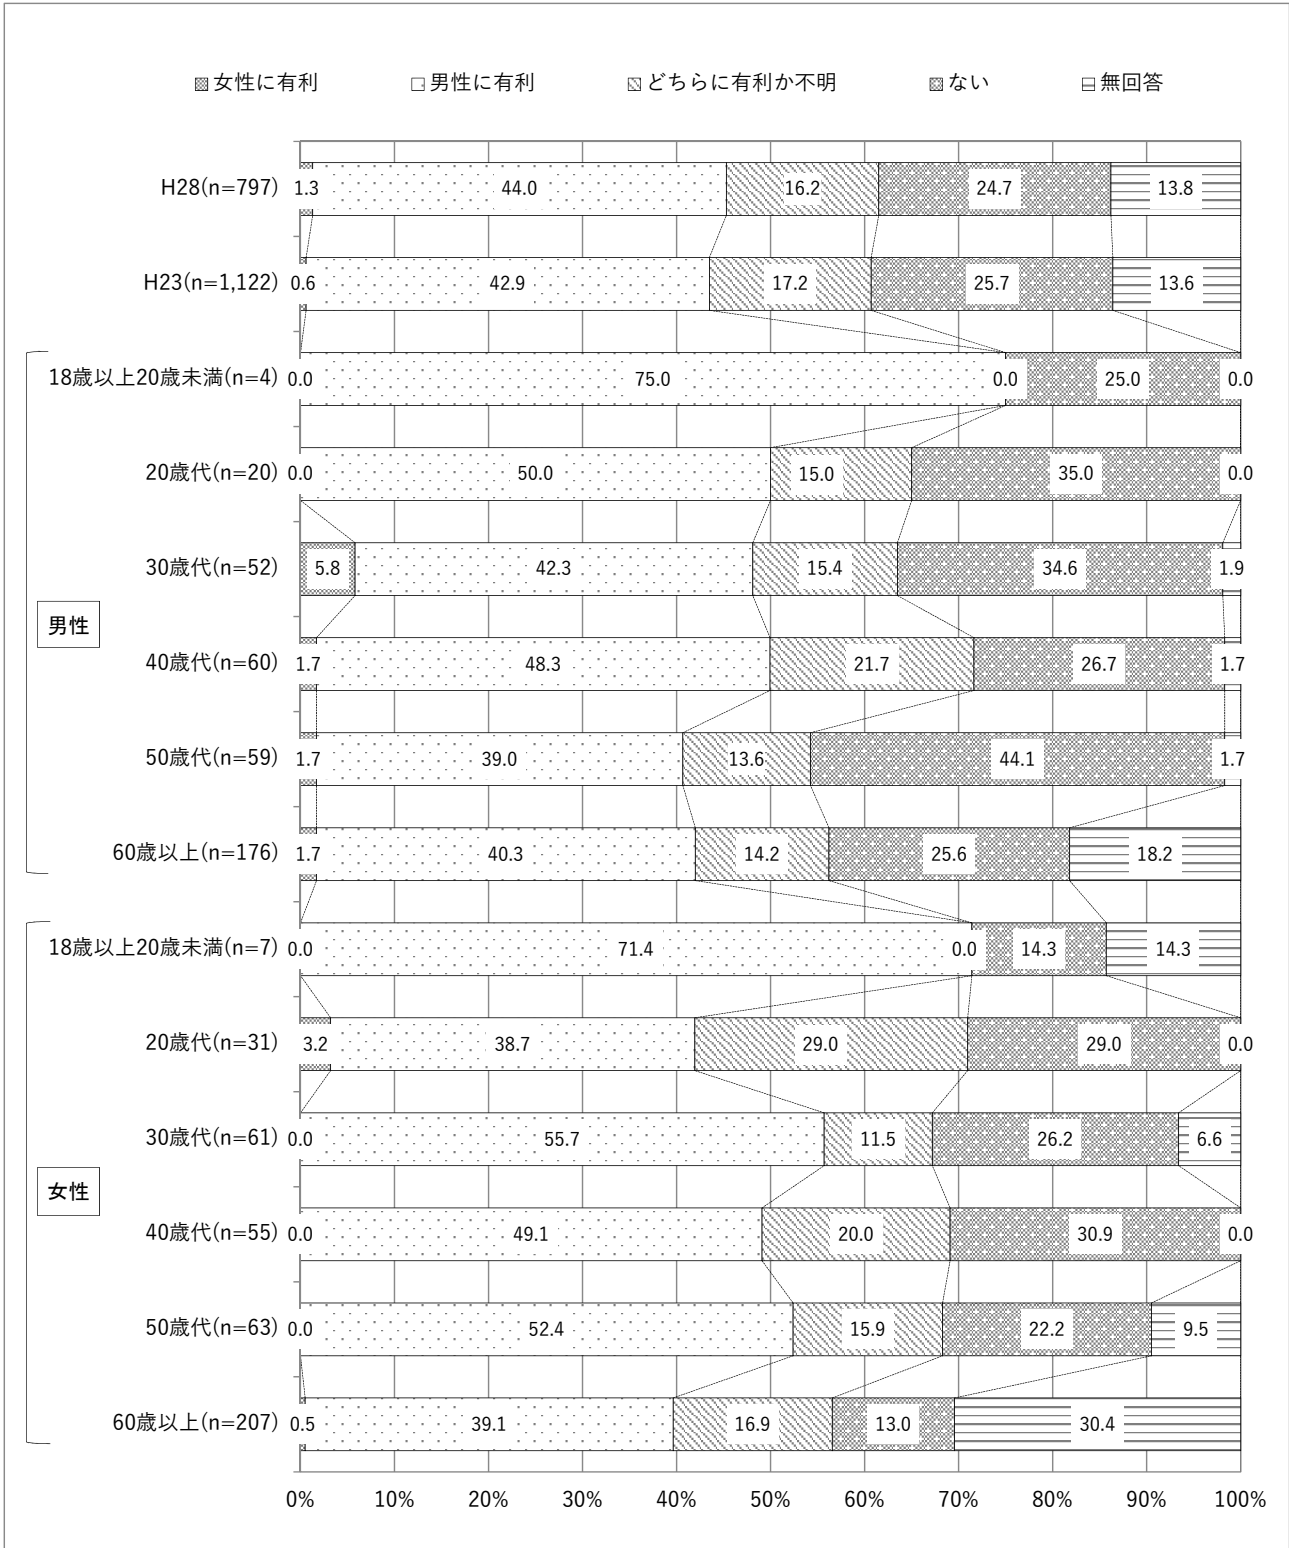 女性に有利 男性に有利 どちらに有利か不明 ない 無回答
H28(n=797) 1.3 44.0 16.2 24.7 13.8
H23(n=1,122) 0.6 42.9 17.2 25.7 13.6
18歳以上20歳未満(n=4) 0.0 75.0 0.0 25.0 0.0
20歳代(n=20) 0.0 50.0 15.0 35.0 0.0
30歳代(n=52) 5.8 42.3 15.4 34.6 1.9
男性
40歳代(n=60) 1.7 48.3 21.7 26.7 1.7
50歳代(n=59) 1.7 39.0 13.6 44.1 1.7
60歳以上(n=176) 1.7 40.3 14.2 25.6 18.2
18歳以上20歳未満(n=7) 0.0 71.4 0.0 14.3 14.3
20歳代(n=31) 3.2 38.7 29.0 29.0 0.0
30歳代(n=61) 0.0 55.7 11.5 26.2 6.6
女性
40歳代(n=55) 0.0 49.1 20.0 30.9 0.0
50歳代(n=63) 0.0 52.4 15.9 22.2 9.5
60歳以上(n=207) 0.5 39.1 16.9 13.0 30.4
0% 10% 20% 30% 40% 50% 60% 70% 80% 90% 100%